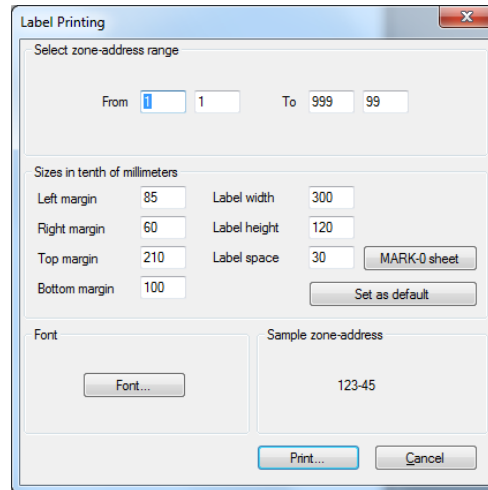 Label Printing
Select zone-address range
From 1 1 To 999 99
Sizes in tenth of millimeters
Left margin 85 Label width 300
Right margin 60 Label height 120
Top margin 210 Label space 30 MARK-0 sheet
Bottom margin 100 Set as default
Font Sample zone-address
Font... 123-45
Print... Cancel